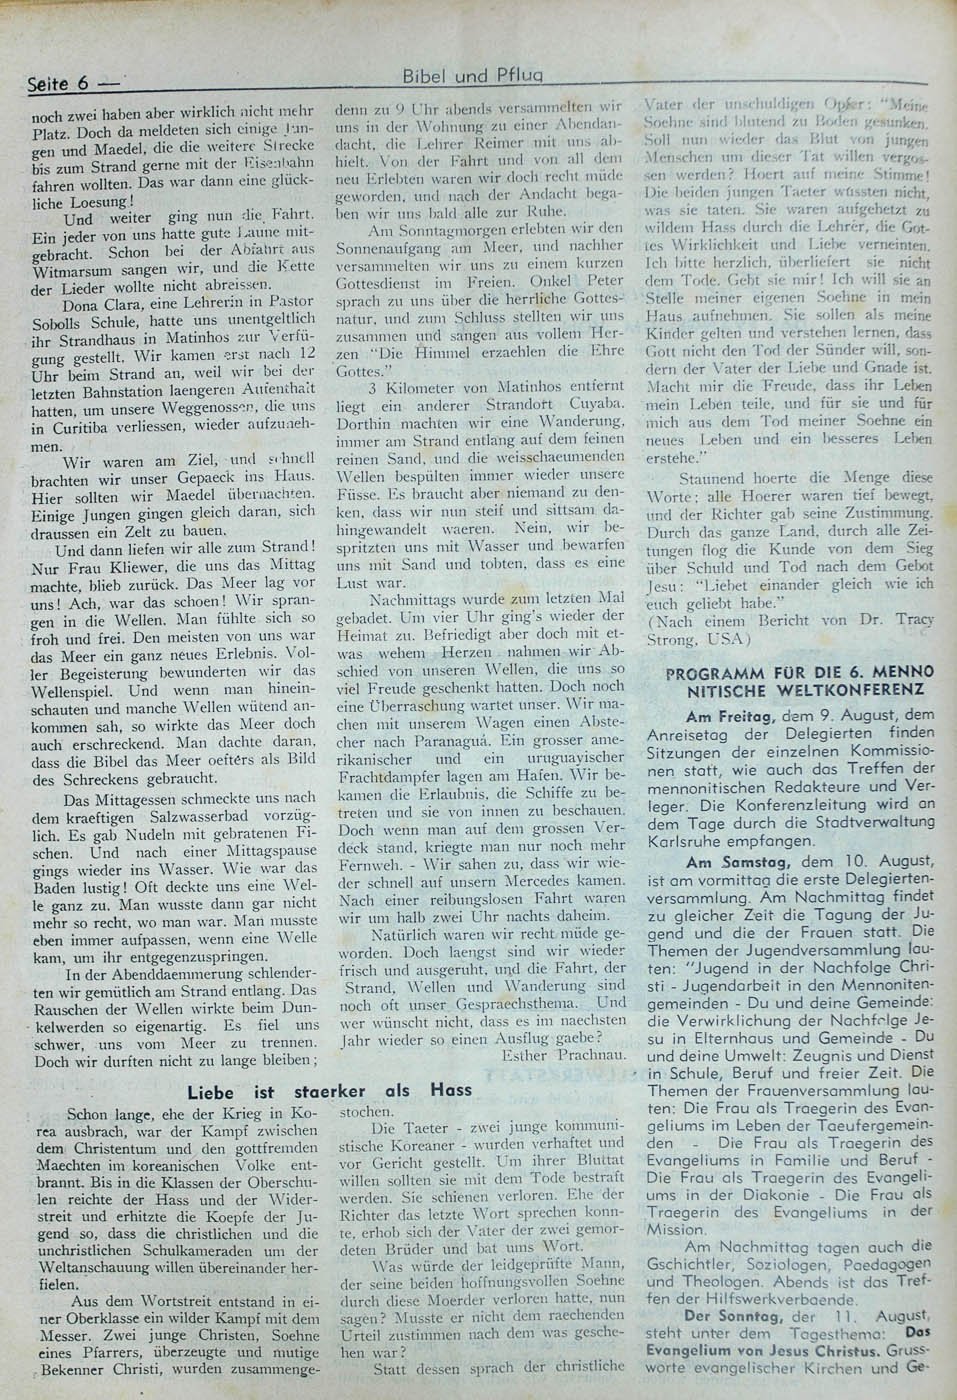 Seite 6 —
Bibel und Pflug
noch zwei haben aber wirklich nicht mehr
Platz. Doch da meldeten sich einige Jun-
gen und Maedel, die die weitere Strecke
bis zum Strand gerne mit der Eisenbahn
fahren wollten. Das war dann eine glück-
liche Loesung!
Und weiter ging nun die Fahrt.
Ein jeder von uns hatte gute Laune mit-
gebracht. Schon bei der Abfahrt aus
Witmarsum sangen wir, und die Kette
der Lieder wollte nicht abreissen.
Dona Clara, eine Lehrerin in Pastor
Sobolls Schule, hatte uns unentgeltlich
ihr Strandhaus in Matinhos zur Verfü-
gung gestellt. Wir kamen erst nach 12
Uhr beim Strand an, weil wir bei der
letzten Bahnstation laengeren Aufenthalt
hatten, um unsere Weggenossen, die uns
in Curitiba verliessen, wieder aufzuneh-
men.
Wir waren am Ziel, und schnell
brachten wir unser Gepaeck ins Haus.
Hier sollten wir Maedel übernachten.
Einige Jungen gingen gleich daran, sich
draussen ein Zelt zu bauen.
Und dann liefen wir alle zum Strand!
Nur Frau Kliewer, die uns das Mittag
machte, blieb zurück. Das Meer lag vor
uns! Ach, war das schoen! Wir spran-
gen in die Wellen. Man fühlte sich so
froh und frei. Den meisten von uns war
das Meer ein ganz neues Erlebnis. Vol-
ler Begeisterung bewunderten wir das
Wellenspiel. Und wenn man hinein-
schauten und manche Wellen wütend an-
kommen sah, so wirkte das Meer doch
auch erschreckend. Man dachte daran,
dass die Bibel das Meer oefters als Bild
des Schreckens gebraucht.
Das Mittagessen schmeckte uns nach
dem kraeftigen Salzwasserbad vorzüg-
lich. Es gab Nudeln mit gebratenen Fi-
schen. Und nach einer Mittagspause
gings wieder ins Wasser. Wie war das
Baden lustig! Oft deckte uns eine Wel-
le ganz zu. Man wusste dann gar nicht
mehr so recht, wo man war. Man musste
eben immer aufpassen, wenn eine Welle
kam, um ihr entgegenzuspringen.
In der Abenddaemmerung schlender-
ten wir gemütlich am Strand entlang. Das
Rauschen der Wellen wirkte beim Dun-
kelwerden so eigenartig. Es fiel uns
schwer, uns vom Meer zu trennen.
Doch wir durften nicht zu lange bleiben;
denn zu 9 Uhr abends versammelten wir
uns in der Wohnung zu einer Abendan-
dacht, die Lehrer Reimer mit uns ab-
hielt. Von der Fahrt und von all dem
neu Erlebten waren wir doch recht müde
geworden, und nach der Andacht bega-
ben wir uns bald alle zur Ruhe.
Am Sonntagmorgen erlebten wir den
Sonnenaufgang am Meer, und nachher
versammelten wir uns zu einem kurzen
Gottesdienst im Freien. Onkel Peter
sprach zu uns über die herrliche Gottes-
natur, und zum Schluss stellten wir uns
zusammen und sangen aus vollem Her-
zen "Die Himmel erzaehlen die Ehre
Gottes."
3 Kilometer von Matinhos entfernt
liegt ein anderer Strandort Cuyaba.
Dorthin machten wir eine Wanderung,
immer am Strand entlang auf dem feinen
reinen Sand, und die weisschaeumenden
Wellen bespülten immer wieder unsere
Füsse. Es braucht aber niemand zu den-
ken, dass wir nun steif und sittsam da-
hingewandelt waeren. Nein, wir be-
spritzten uns mit Wasser und bewarfen
uns mit Sand und tobten, dass es eine
Lust war.
Nachmittags wurde zum letzten Mal
gebadet. Um vier Uhr ging's wieder der
Heimat zu. Befriedigt aber doch mit et-
was wehem Herzen nahmen wir Ab-
schied von unseren Wellen, die uns so
viel Freude geschenkt hatten. Doch noch
eine Überraschung wartet unser. Wir ma-
chen mit unserem Wagen einen Abste-
cher nach Paranaguá. Ein grosser ame-
rikanischer und ein uruguayischer
Frachtdampfer lagen am Hafen. Wir be-
kamen die Erlaubnis, die Schiffe zu be-
treten und sie von innen zu beschauen.
Doch wenn man auf dem grossen Ver-
deck stand, kriegte man nur noch mehr
Fernweh. - Wir sahen zu, dass wir wie-
der schnell auf unsern Mercedes kamen.
Nach einer reibungslosen Fahrt waren
wir um halb zwei Uhr nachts daheim.
Natürlich waren wir recht müde ge-
worden. Doch laengst sind wir wieder
frisch und ausgeruht, und die Fahrt, der
Strand, Wellen und Wanderung sind
noch oft unser Gespraechsthema. Und
wer wünscht nicht, dass es im naechsten
Jahr wieder so einen Ausflug gaebe?
Esther Prachnau.
Liebe ist staerker als Hass
Schon lange, ehe der Krieg in Ko-
rea ausbrach, war der Kampf zwischen
dem Christentum und den gottfremden
Maechten im koreanischen Volke ent-
brannt. Bis in die Klassen der Oberschu-
len reichte der Hass und der Wider-
streit und erhitzte die Koepfe der Ju-
gend so, dass die christlichen und die
unchristlichen Schulkameraden um der
Weltanschauung willen übereinander her-
fielen.
Aus dem Wortstreit entstand in ei-
ner Oberklasse ein wilder Kampf mit dem
Messer. Zwei junge Christen, Soehne
eines Pfarrers, überzeugte und mutige
Bekenner Christi, wurden zusammenge-
stochen.
Die Taeter - zwei junge kommuni-
stische Koreaner - wurden verhaftet und
vor Gericht gestellt. Um ihrer Bluttat
willen sollten sie mit dem Tode bestraft
werden. Sie schienen verloren. Ehe der
Richter das letzte Wort sprechen konn-
te, erhob sich der Vater der zwei gemor-
deten Brüder und bat ums Wort.
Was würde der leidgeprüfte Mann,
der seine beiden hoffnungsvollen Soehne
durch diese Moerder verloren hatte, nun
sagen? Musste er nicht dem raechenden
Urteil zustimmen nach dem was gesche-
hen war?
Statt dessen sprach der christliche
Vater der unschuldigen Opfer: "Meine
Soehne sind blutend zu Boden gesunken.
Soll nun wieder das Blut von jungen
Menschen um dieser Tat willen vergos-
sen werden? Hoert auf meine Stimme!
Die beiden jungen Taeter wüssten nicht,
was sie taten. Sie waren aufgehetzt zu
wildem Hass durch die Lehrer, die Got-
tes Wirklichkeit und Liebe verneinten.
Ich bitte herzlich, überliefert sie nicht
dem Tode. Gebt sie mir! Ich will sie an
Stelle meiner eigenen Soehne in mein
Haus aufnehmen. Sie sollen als meine
Kinder gelten und verstehen lernen, dass
Gott nicht den Tod der Sünder will, son-
dern der Vater der Liebe und Gnade ist.
Macht mir die Freude, dass ihr Leben
mein Leben teile, und für sie und für
mich aus dem Tod meiner Soehne ein
neues Leben und ein besseres Leben
erstehe."
Staunend hoerte die Menge diese
Worte; alle Hoerer waren tief bewegt,
und der Richter gab seine Zustimmung.
Durch das ganze Land, durch alle Zei-
tungen flog die Kunde von dem Sieg
über Schuld und Tod nach dem Gebot
Jesu: "Liebet einander gleich wie ich
euch geliebt habe."
(Nach einem Bericht von Dr. Tracy
Strong, USA)
PROGRAMM FÜR DIE 6. MENNO
NITISCHE WELTKONFERENZ
Am Freitag, dem 9. August, dem
Anreisetag der Delegierten finden
Sitzungen der einzelnen Kommissio-
nen statt, wie auch das Treffen der
mennonitischen Redakteure und Ver-
leger. Die Konferenzleitung wird an
dem Tage durch die Stadtverwaltung
Karlsruhe empfangen.
Am Samstag, dem 10. August,
ist am vormittag die erste Delegierten-
versammlung. Am Nachmittag findet
zu gleicher Zeit die Tagung der Ju-
gend und die der Frauen statt. Die
Themen der Jugendversammlung lau-
ten: "Jugend in der Nachfolge Chri-
sti - Jugendarbeit in den Mennoniten-
gemeinden - Du und deine Gemeinde:
die Verwirklichung der Nachfolge Je-
su in Elternhaus und Gemeinde - Du
und deine Umwelt: Zeugnis und Dienst
in Schule, Beruf und freier Zeit. Die
Themen der Frauenversammlung lau-
ten: Die Frau als Traegerin des Evan-
geliums im Leben der Taeufergemein-
den - Die Frau als Traegerin des
Evangeliums in Familie und Beruf -
Die Frau als Traegerin des Evangeli-
ums in der Diakonie - Die Frau als
Traegerin des Evangeliums in der
Mission.
Am Nachmittag tagen auch die
Gschichtler, Soziologen, Paedagogen
und Theologen. Abends ist das Tref-
fen der Hilfswerkverbaende.
Der Sonntag, der 11. August,
steht unter dem Tagesthema: Das
Evangelium von Jesus Christus. Gruss-
worte evangelischer Kirchen und Ge-